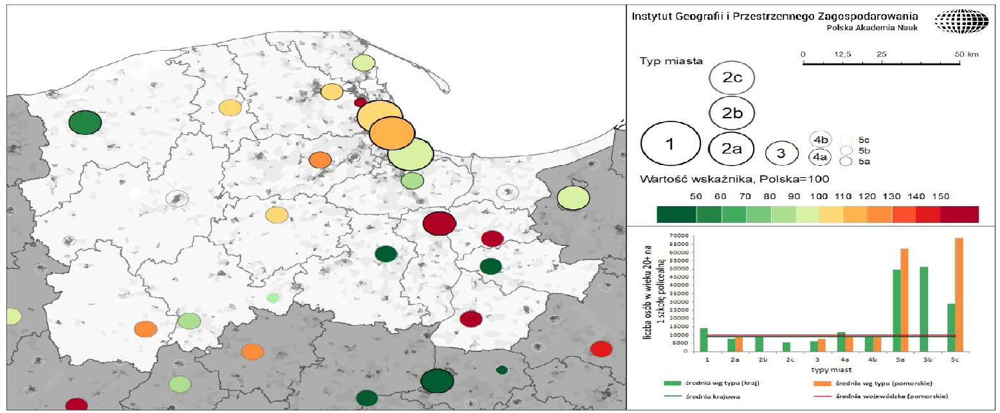 Instytut Geografii i Przestrzennego Zagospodarowania
Polska Akademia Nauk
0 12,5 25 50 km
Typ miasta
2c
2b
1
2a
3
4b
4a
5c
5b
5a
Wartość wskaźnika, Polska=100
50 60 70 80 90 100 110 120 130 140 150
liczba osób w wieku 20+ na
1 szkołę policealną
70000
65000
60000
55000
50000
45000
40000
35000
30000
25000
20000
15000
10000
5000
0
1 2a 2b 2c 3 4a 4b 5a 5b 5c
typy miast
średnia wg typu (kraj)
średnia wg typu (pomorskie)
średnia krajowa
średnia wojewódzka (pomorskie)